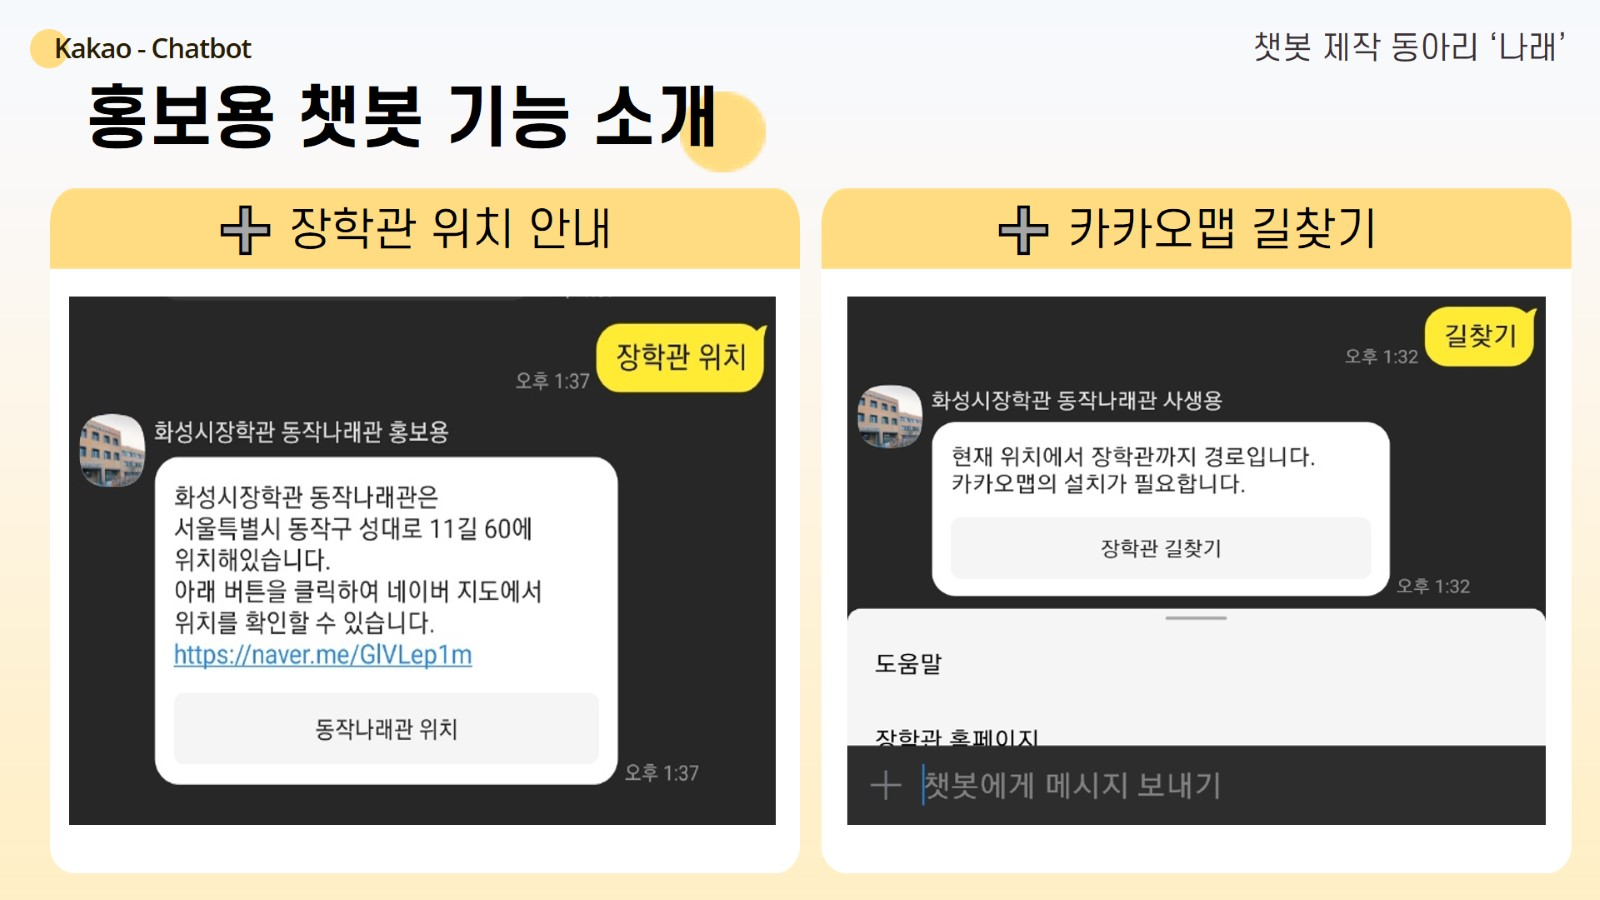 Kakao - Chatbot
챗봇 제작 동아리 ‘나래’
홍보용 챗봇 기능 소개
장학관 위치 안내
장학관 위치
오후 1:37
화성시장학관 동작나래관 홍보용
화성시장학관 동작나래관은
서울특별시 동작구 성대로 11길 60에
위치해있습니다.
아래 버튼을 클릭하여 네이버 지도에서
위치를 확인할 수 있습니다.
https://naver.me/GlVLep1m
동작나래관 위치
오후 1:37
카카오맵 길찾기
길찾기
오후 1:32
화성시장학관 동작나래관 사생용
현재 위치에서 장학관까지 경로입니다.
카카오맵의 설치가 필요합니다.
장학관 길찾기
오후 1:32
도움말
장학관 홈페이지
챗봇에게 메시지 보내기